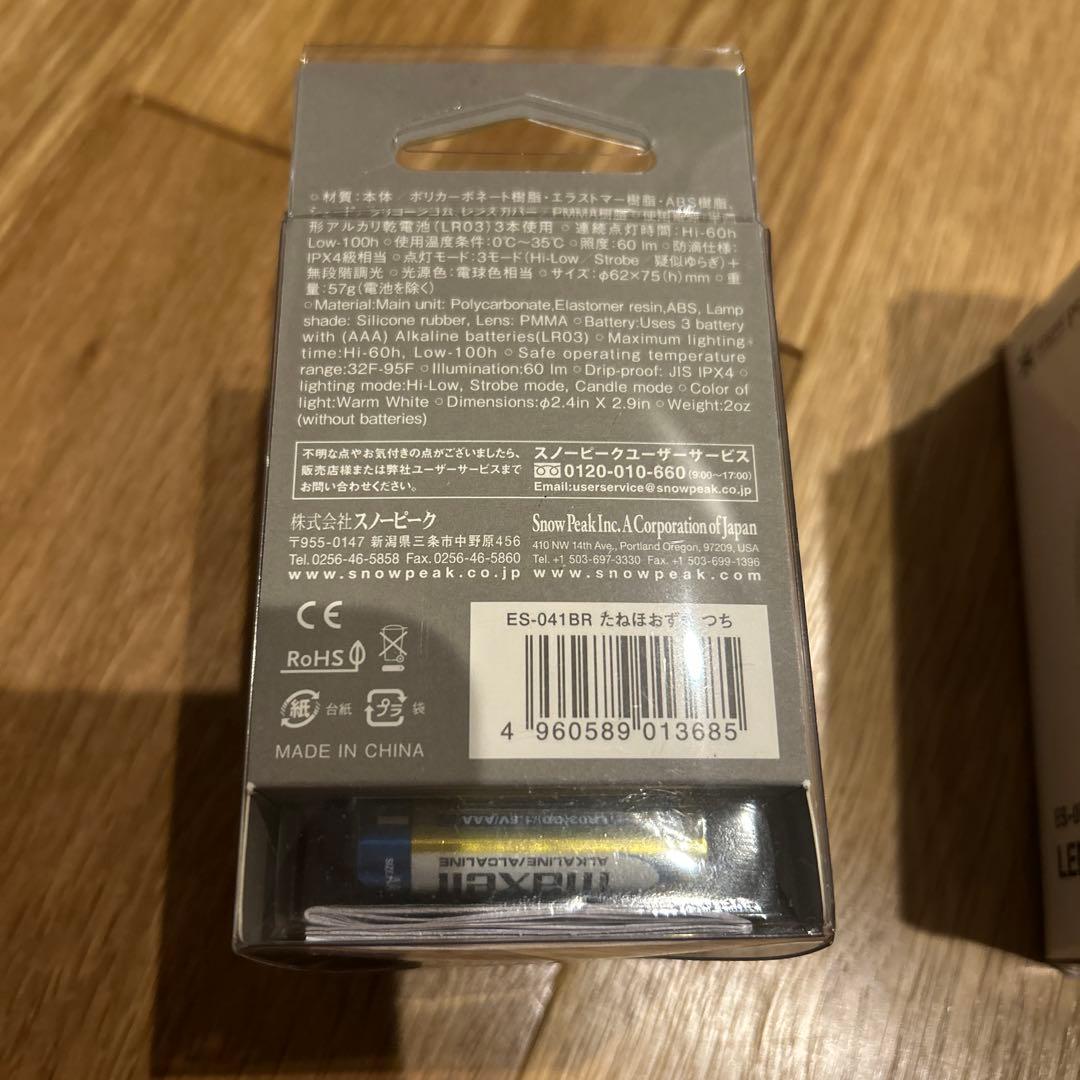 ○材質:本体/ポリカーボネート樹脂・エラストマー樹脂・ABS樹脂、
形アルカリ乾電池(LR03)3本使用 ○連続点灯時間:Hi-60h
Low-100h ○使用温度条件:0℃~35℃ ○照度:60 lm ○防滴仕様:
IPX4級相当 ○点灯モード:3モード(Hi-Low/Strobe/疑似ゆらぎ)+
無段階調光 ○光源色:電球色相当 ○サイズ:φ62×75(h)mm ○重
量:57g(電池を除く)
○Material:Main unit: Polycarbonate,Elastomer resin,ABS, Lamp
shade: Silicone rubber, Lens: PMMA ○Battery:Uses 3 battery
with (AAA) Alkaline batteries(LR03) ○Maximum lighting
time:Hi-60h, Low-100h ○Safe operating temperature
range:32F-95F ○Illumination:60 lm ○Drip-proof: JIS IPX4 ○
lighting mode:Hi-Low, Strobe mode, Candle mode ○Color of
light:Warm White ○Dimensions:φ2.4in X 2.9in ○Weight:2oz
(without batteries)
不明な点やお気付きの点がございましたら、
販売店様または弊社ユーザーサービスまで
お問い合わせください。
スノーピークユーザーサービス
0120-010-660(9:00~17:00)
Email:userservice@snowpeak.co.jp
株式会社スノーピーク
〒955-0147 新潟県三条市中野原456
Tel. 0256-46-5858 Fax. 0256-46-5860
www.snowpeak.co.jp
Snow Peak Inc. A Corporation of Japan
410 NW 14th Ave., Portland Oregon, 97209, USA
Tel. +1 503-697-3330 Fax. +1 503-699-1396
www.snowpeak.com
CE
RoHS
紙 台紙 プラ 袋
MADE IN CHINA
ES-041BR たねほおずき つち
4 960589 013685
maxell
ALKALINE/ALCALINE